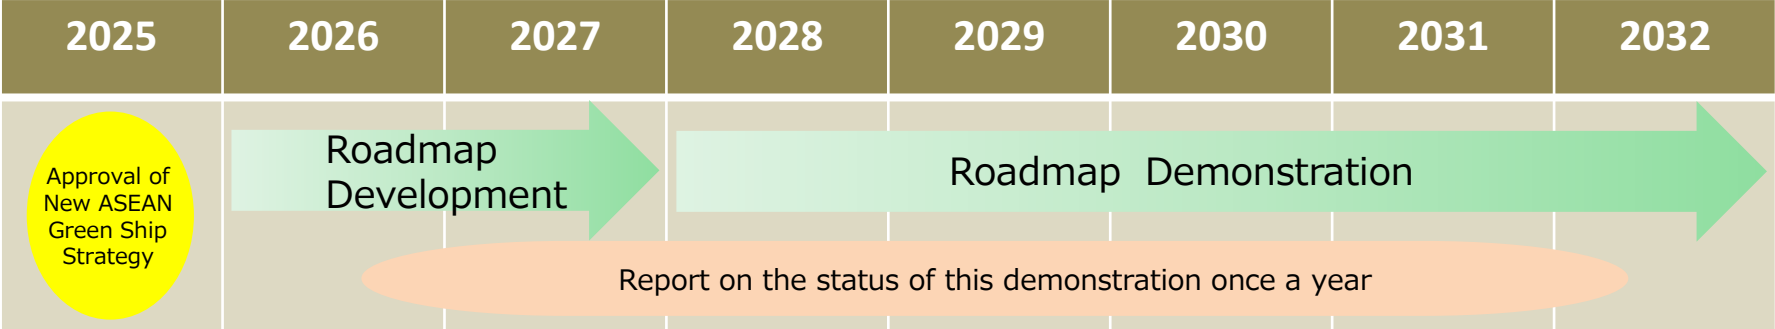 2025 2026 2027 2028 2029 2030 2031 2032
Approval of
New ASEAN
Green Ship
Strategy
Roadmap
Development
Roadmap Demonstration
Report on the status of this demonstration once a year